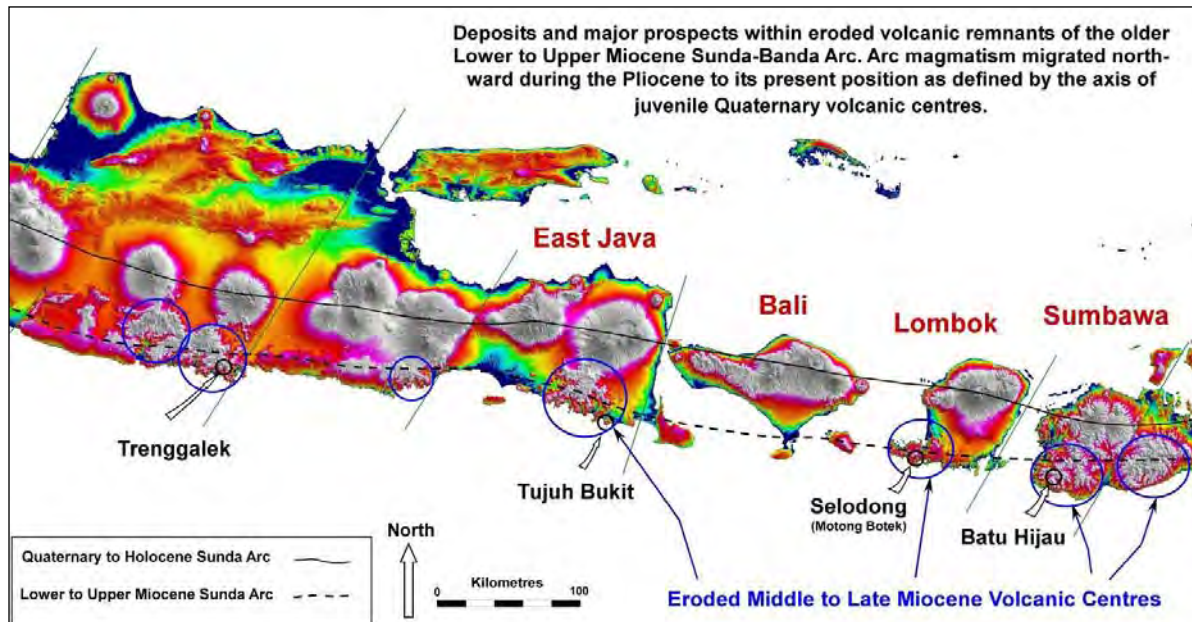 Deposits and major prospects within eroded volcanic remnants of the older
Lower to Upper Miocene Sunda-Banda Arc. Arc magmatism migrated north-
ward during the Pliocene to its present position as defined by the axis of
juvenile Quaternary volcanic centres.
East Java
Bali
Lombok
Sumbawa
Trenggalek
Tujuh Bukit
Selodong
(Motong Botek)
Batu Hijau
North
Quaternary to Holocene Sunda Arc
Lower to Upper Miocene Sunda Arc
Kilometres
0
100
Eroded Middle to Late Miocene Volcanic Centres